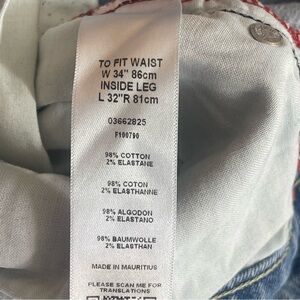 TO FIT WAIST
W 34" 86cm
INSIDE LEG
L 32"R 81cm
03662825
F100790
98% COTTON
2% ELASTANE
98% COTON
2% ELASTHANNE
98% ALGODON
2% ELASTANO
98% BAUMWOLLE
2% ELASTHAN
MADE IN MAURITIUS
PLEASE SCAN ME FOR
TRANSLATIONS